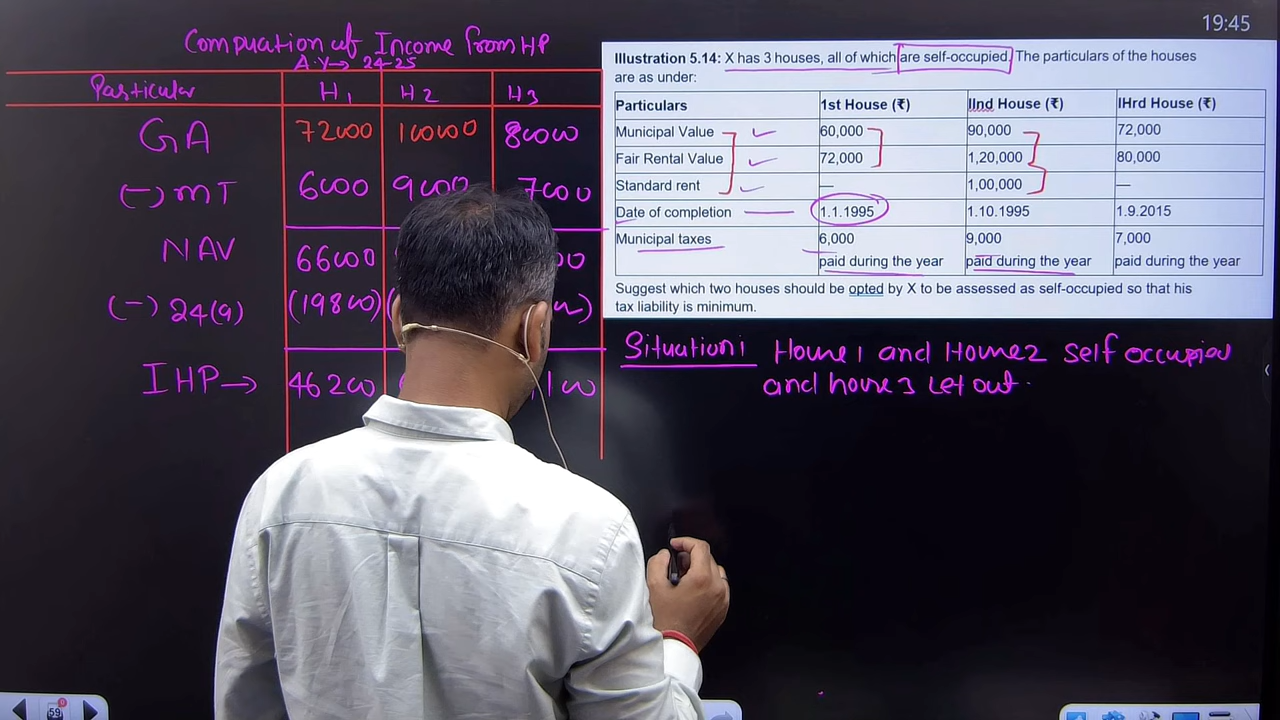 19:45
Compuation of Income from HP
A.Y→ 24-25
Particular H1 H2 H3
GA 72000 100000 80000
(-) MT 6000 9000 7000
NAV 66000
(-) 24(a) (19800)
IHP→ 46200
Situation1 House1 and House2 self occupied
and house3 Let out.
Illustration 5.14: X has 3 houses, all of which are self-occupied. The particulars of the houses
are as under:
Particulars 1st House (₹) IInd House (₹) IHrd House (₹)
Municipal Value 60,000 90,000 72,000
Fair Rental Value 72,000 1,20,000 80,000
Standard rent — 1,00,000 —
Date of completion 1.1.1995 1.10.1995 1.9.2015
Municipal taxes 6,000 9,000 7,000
paid during the year paid during the year paid during the year
Suggest which two houses should be opted by X to be assessed as self-occupied so that his
tax liability is minimum.
59